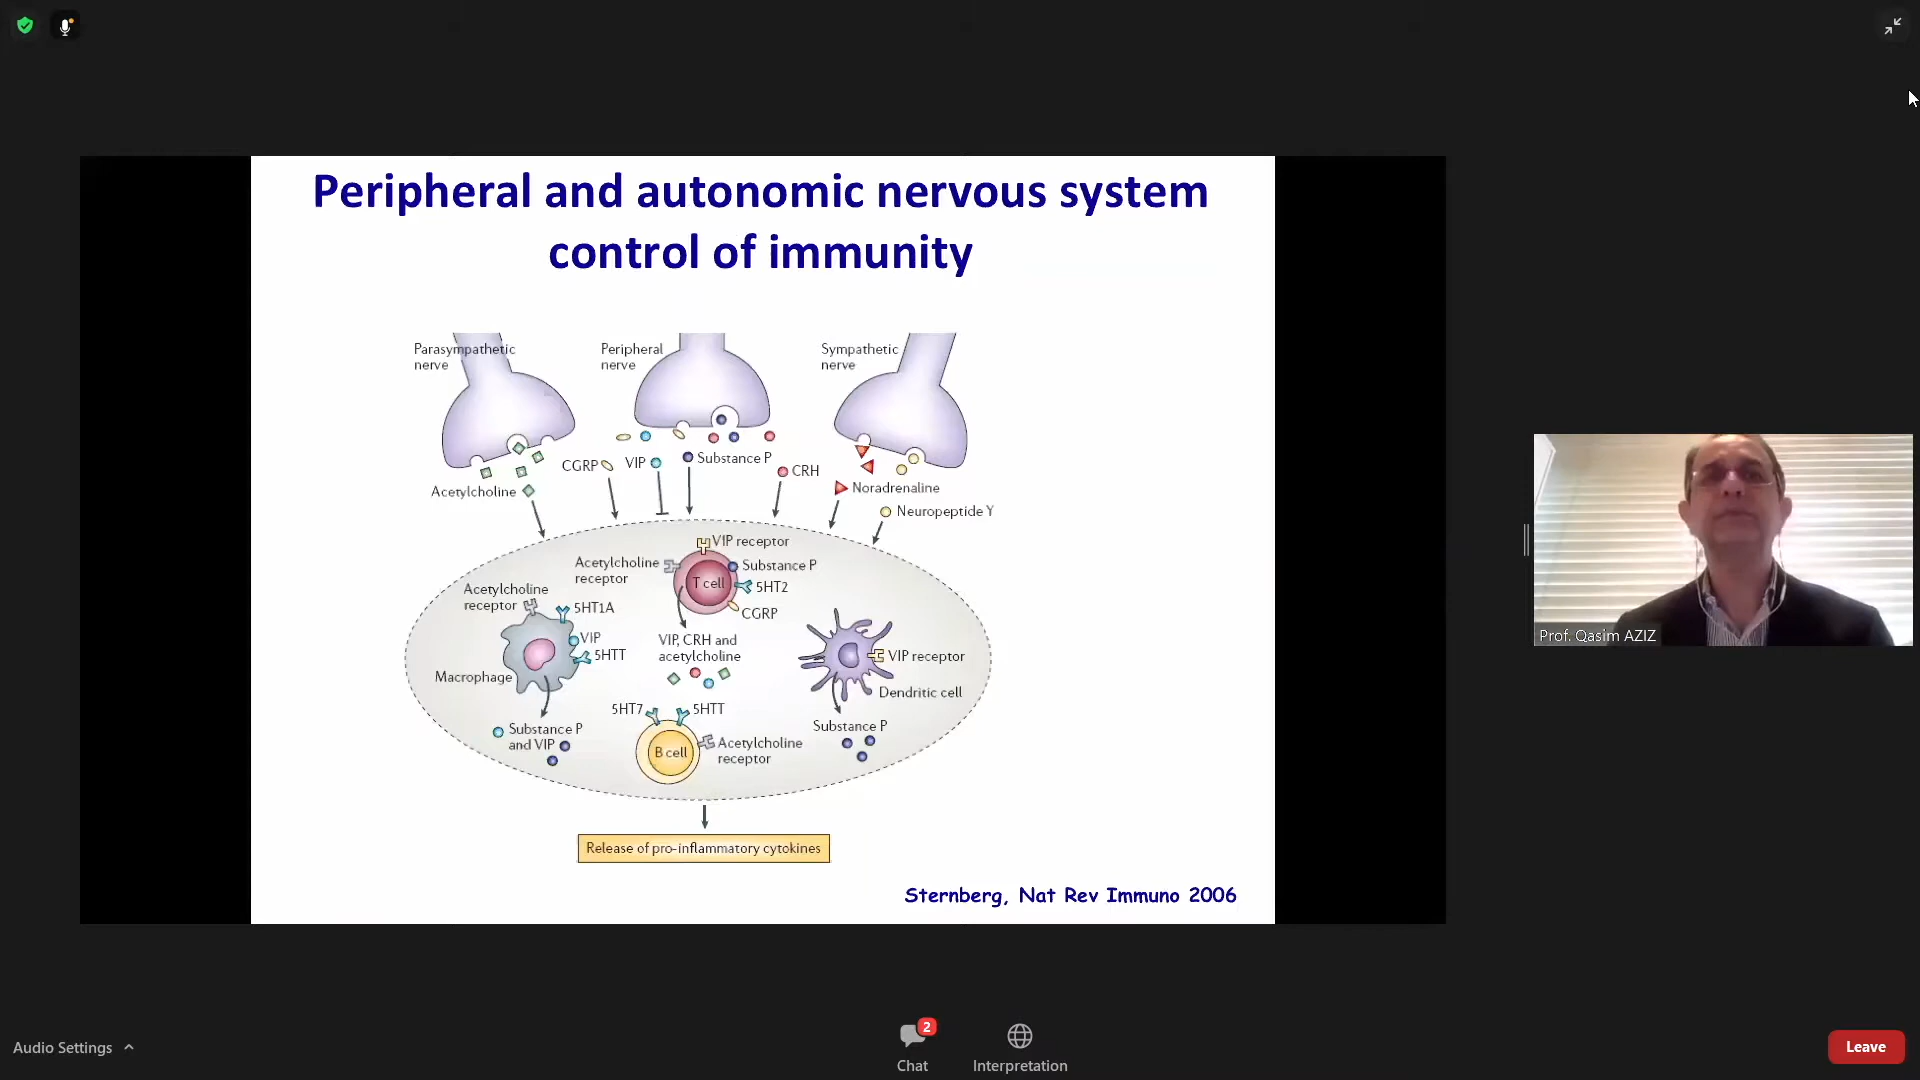 Peripheral and autonomic nervous system
control of immunity
Parasympathetic
nerve
Peripheral
nerve
Sympathetic
nerve
Acetylcholine
CGRP
VIP
Substance P
CRH
Noradrenaline
Neuropeptide Y
VIP receptor
Acetylcholine
receptor
Substance P
T cell
5HT2
CGRP
Acetylcholine
receptor
5HT1A
VIP
5HTT
Macrophage
VIP, CRH and
acetylcholine
VIP receptor
Dendritic cell
Substance P
and VIP
5HT7
5HTT
B cell
Acetylcholine
receptor
Substance P
Release of pro-inflammatory cytokines
Sternberg, Nat Rev Immuno 2006
Prof. Qasim AZIZ
Audio Settings
2
Chat
Interpretation
Leave